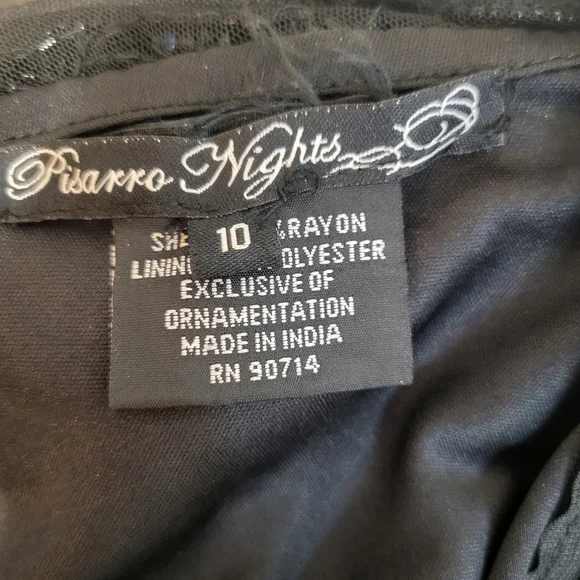 Pisarro Nights
10
RAYON
EXCLUSIVE OF
ORNAMENTATION
MADE IN INDIA
RN 90714